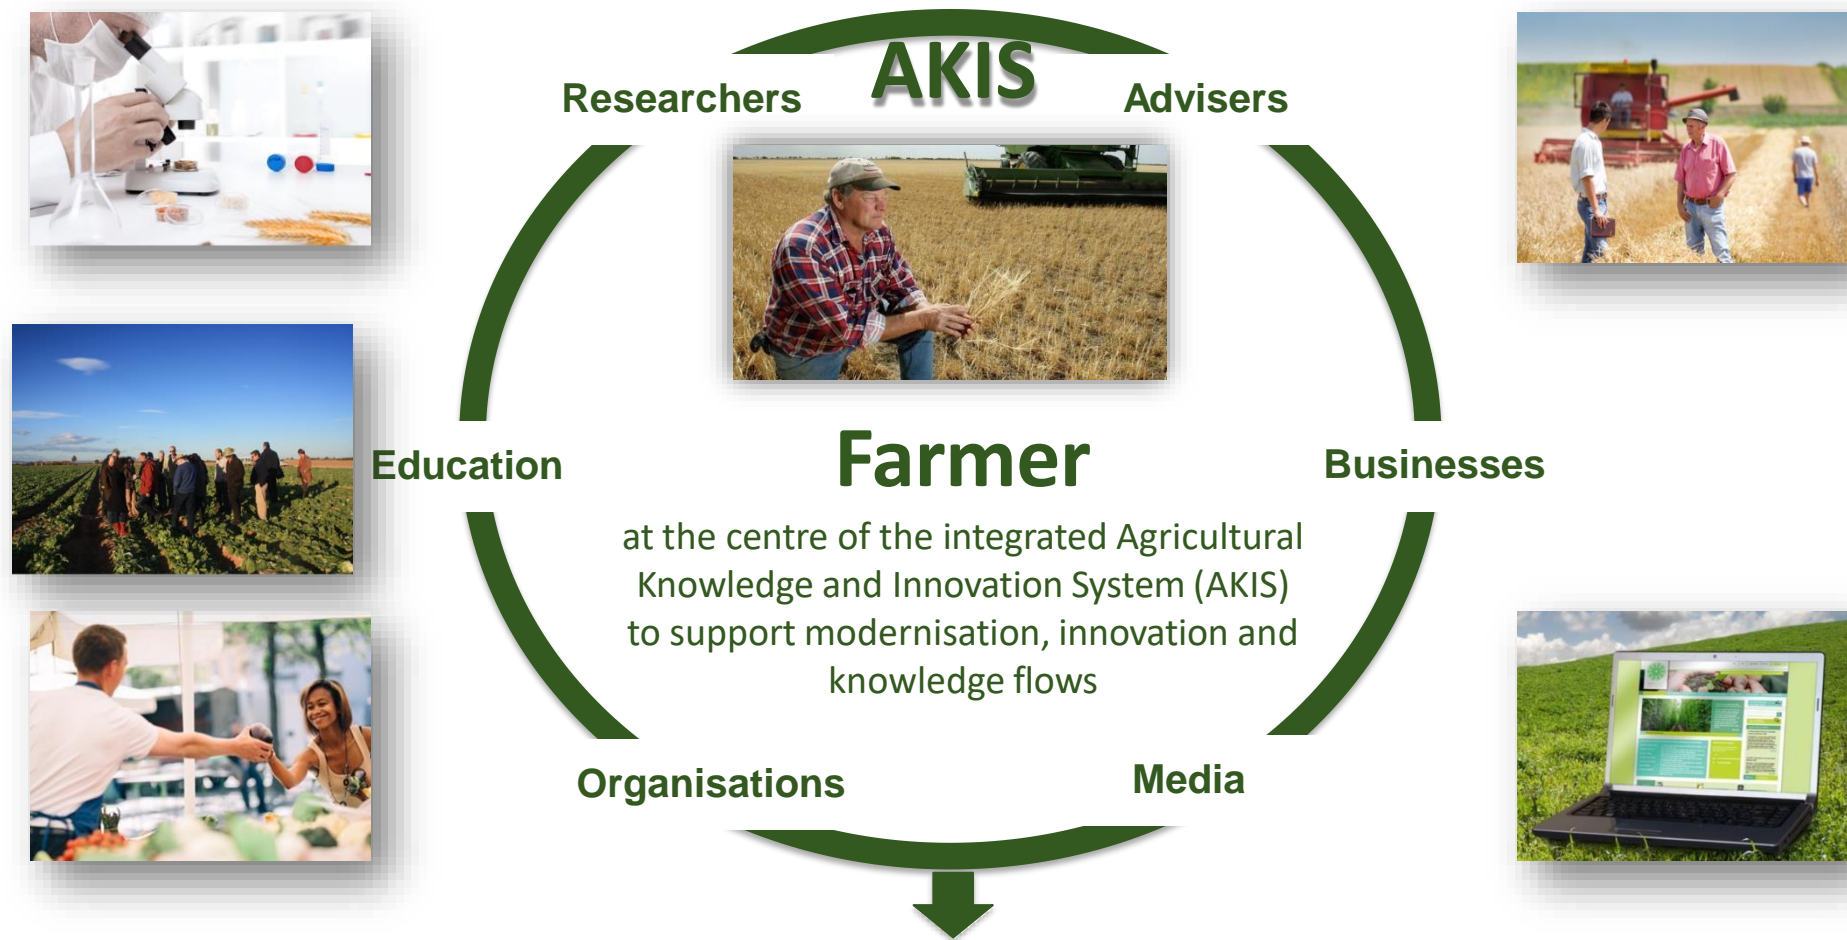 AKIS
Researchers
Advisers
Education
Farmer
Businesses
at the centre of the integrated Agricultural
Knowledge and Innovation System (AKIS)
to support modernisation, innovation and
knowledge flows
Organisations
Media